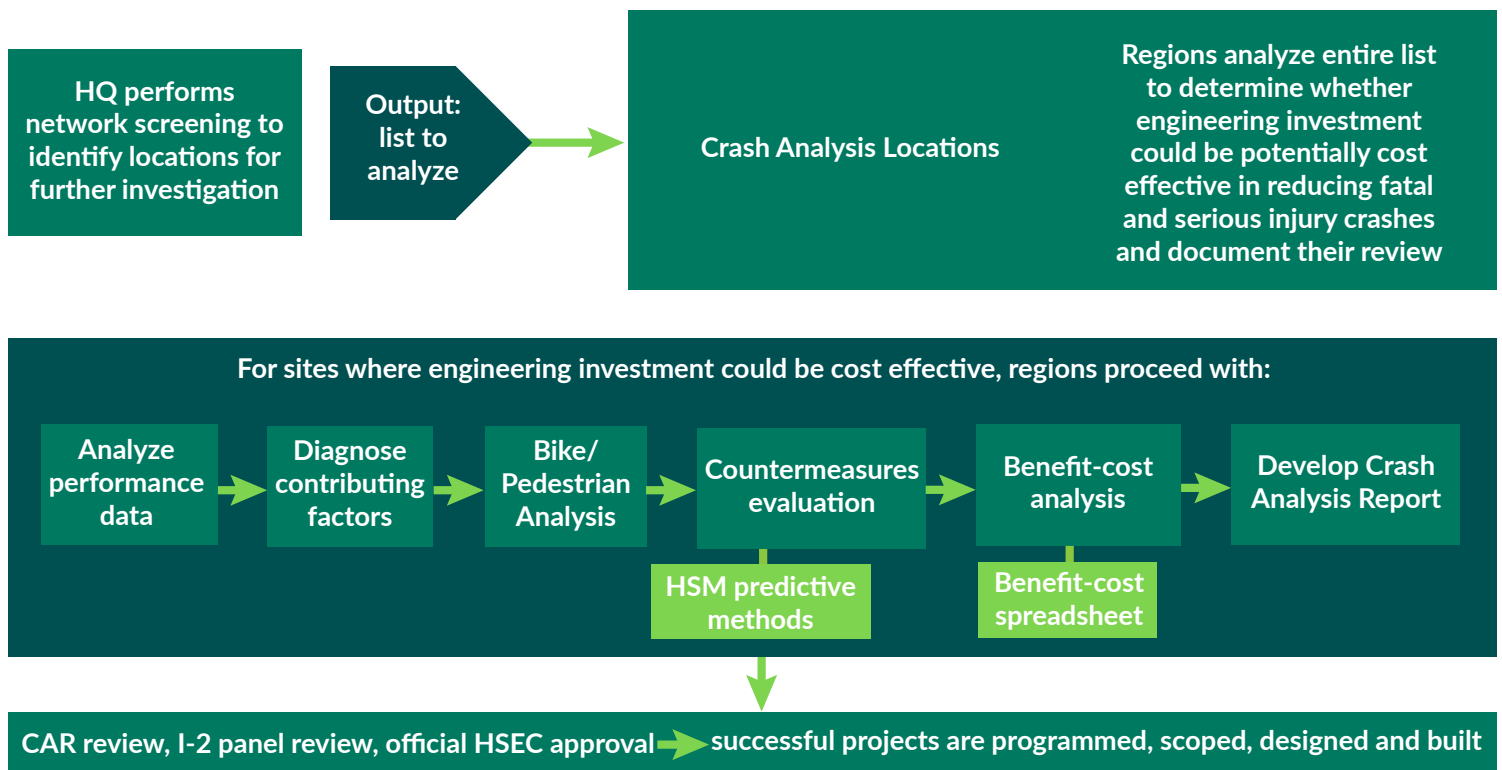 HQ performs
network screening to
identify locations for
further investigation
Output:
list to
analyze
Crash Analysis Locations
Regions analyze entire list
to determine whether
engineering investment
could be potentially cost
effective in reducing fatal
and serious injury crashes
and document their review
For sites where engineering investment could be cost effective, regions proceed with:
Analyze
performance
data
Diagnose
contributing
factors
Bike/
Pedestrian
Analysis
Countermeasures
evaluation
HSM predictive
methods
Benefit-cost
analysis
Benefit-cost
spreadsheet
Develop Crash
Analysis Report
CAR review, I-2 panel review, official HSEC approval
successful projects are programmed, scoped, designed and built